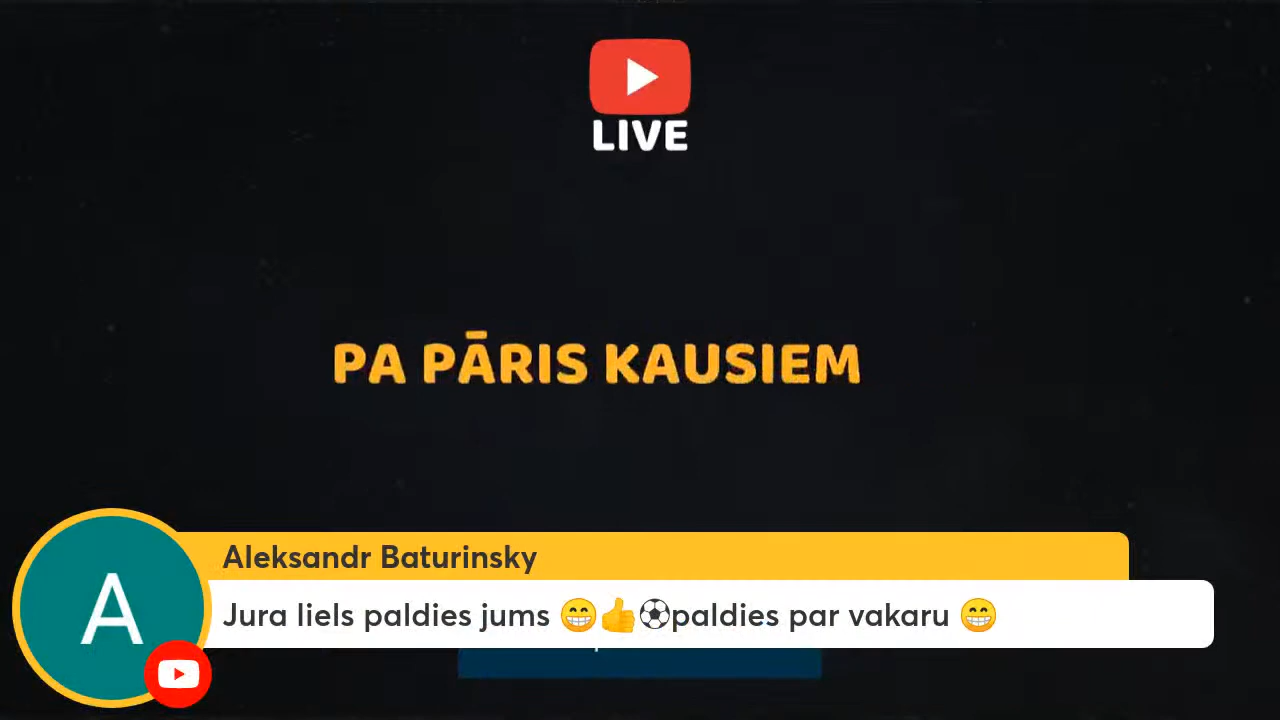 LIVE
PA PĀRIS KAUSIEM
Aleksandr Baturinsky
A
Jura liels paldies jums 😁👍⚽paldies par vakaru 😁